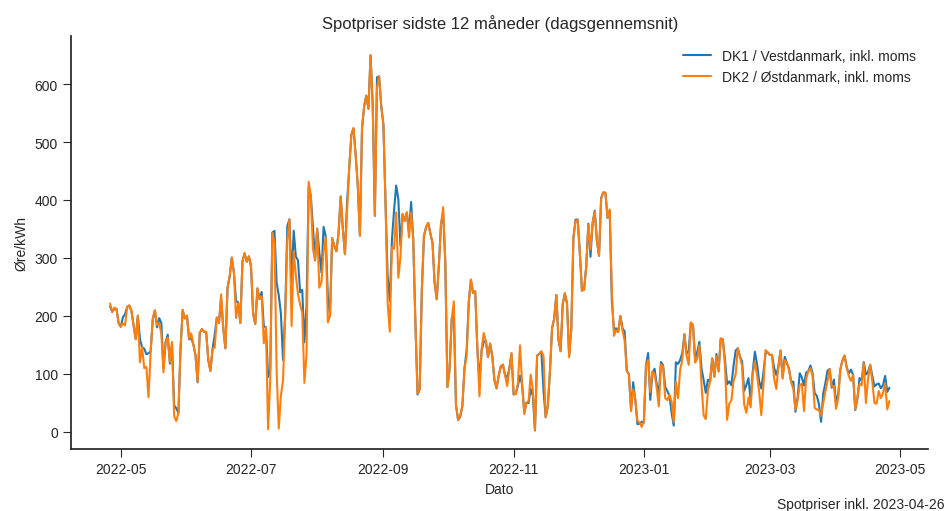 Spotpriser sidste 12 måneder (dagsgennemsnit)
DK1 / Vestdanmark, inkl. moms
DK2 / Østdanmark, inkl. moms
Øre/kWh
600
500
400
300
200
100
0
2022-05 2022-07 2022-09 2022-11 2023-01 2023-03 2023-05
Dato
Spotpriser inkl. 2023-04-26